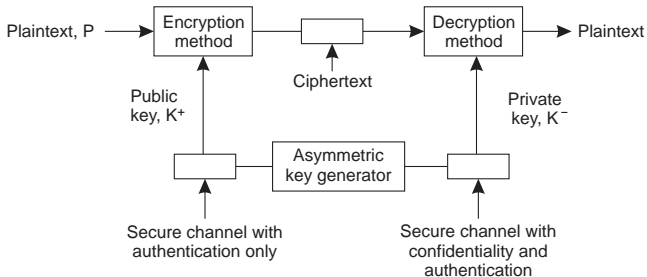 Plaintext, P
Encryption
method
Ciphertext
Decryption
method
Plaintext
Public
key, K⁺
Private
key, K⁻
Asymmetric
key generator
Secure channel with
authentication only
Secure channel with
confidentiality and
authentication